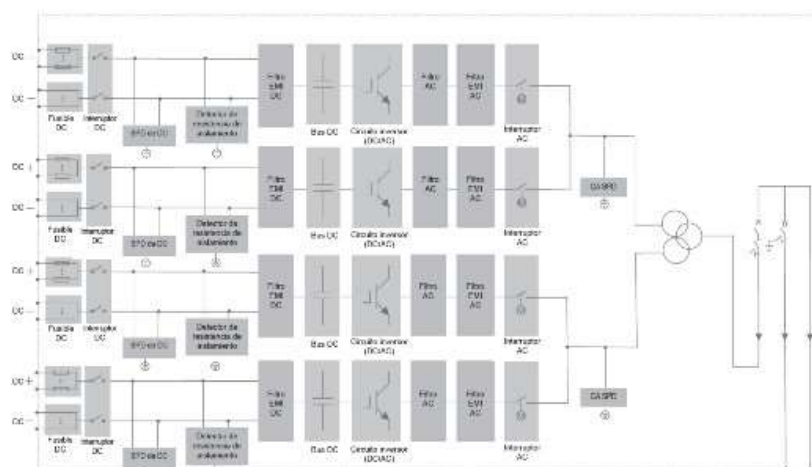 DC
Fusible
DC
Interruptor
DC
SPD de DC
Detector de
resistencia de
aislamiento
Filtro
EMI
DC
Bus DC
Circuito inversor
(DC/AC)
Filtro
AC
Filtro
EMI
AC
Interruptor
AC
DC
DC +
DC
Fusible
DC
Interruptor
DC
SPD de DC
Detector de
resistencia de
aislamiento
Filtro
EMI
DC
Bus DC
Circuito inversor
(DC/AC)
Filtro
AC
Filtro
EMI
AC
Interruptor
AC
CA SPD
DC +
DC
Fusible
DC
Interruptor
DC
SPD de DC
Detector de
resistencia de
aislamiento
Filtro
EMI
DC
Bus DC
Circuito inversor
(DC/AC)
Filtro
AC
Filtro
EMI
AC
Interruptor
AC
DC +
DC
Fusible
DC
Interruptor
DC
SPD de DC
Detector de
resistencia de
aislamiento
Filtro
EMI
DC
Bus DC
Circuito inversor
(DC/AC)
Filtro
AC
Filtro
EMI
AC
Interruptor
AC
CA SPD